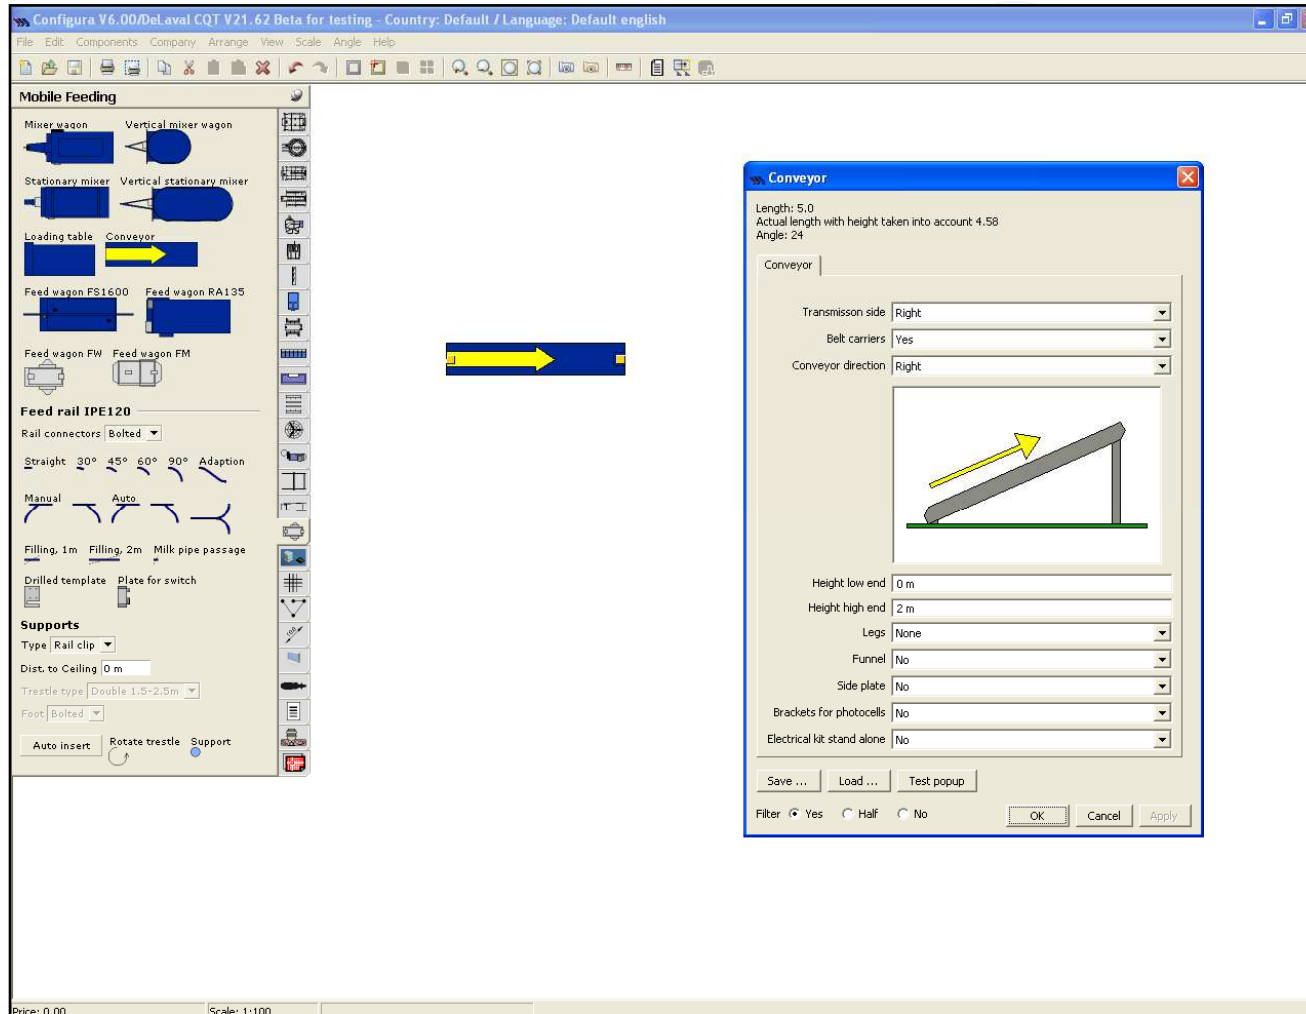 Configura V6.00/DeLaval CQT V21.62 Beta for testing - Country: Default / Language: Default english
File Edit Components Company Arrange View Scale Angle Help
Mobile Feeding
Mixer wagon Vertical mixer wagon
Stationary mixer Vertical stationary mixer
Loading table Conveyor
Feed wagon FS1600 Feed wagon RA135
Feed wagon FW Feed wagon FM
Feed rail IPE120
Rail connectors Bolted
Straight 30° 45° 60° 90° Adaption
Manual Auto
Filling, 1m Filling, 2m Milk pipe passage
Drilled template Plate for switch
Supports
Type Rail clip
Dist. to Ceiling 0 m
Trestle type Double 1.5-2.5m
Foot Bolted
Auto insert Rotate trestle Support
Conveyor
Length: 5.0
Actual length with height taken into account 4.58
Angle: 24
Conveyor
Transmisson side Right
Belt carriers Yes
Conveyor direction Right
Height low end 0 m
Height high end 2 m
Legs None
Funnel No
Side plate No
Brackets for photocells No
Electrical kit stand alone No
Save ... Load ... Test popup
Filter Yes Half No OK Cancel Apply
Price: 0.00 Scale: 1:100